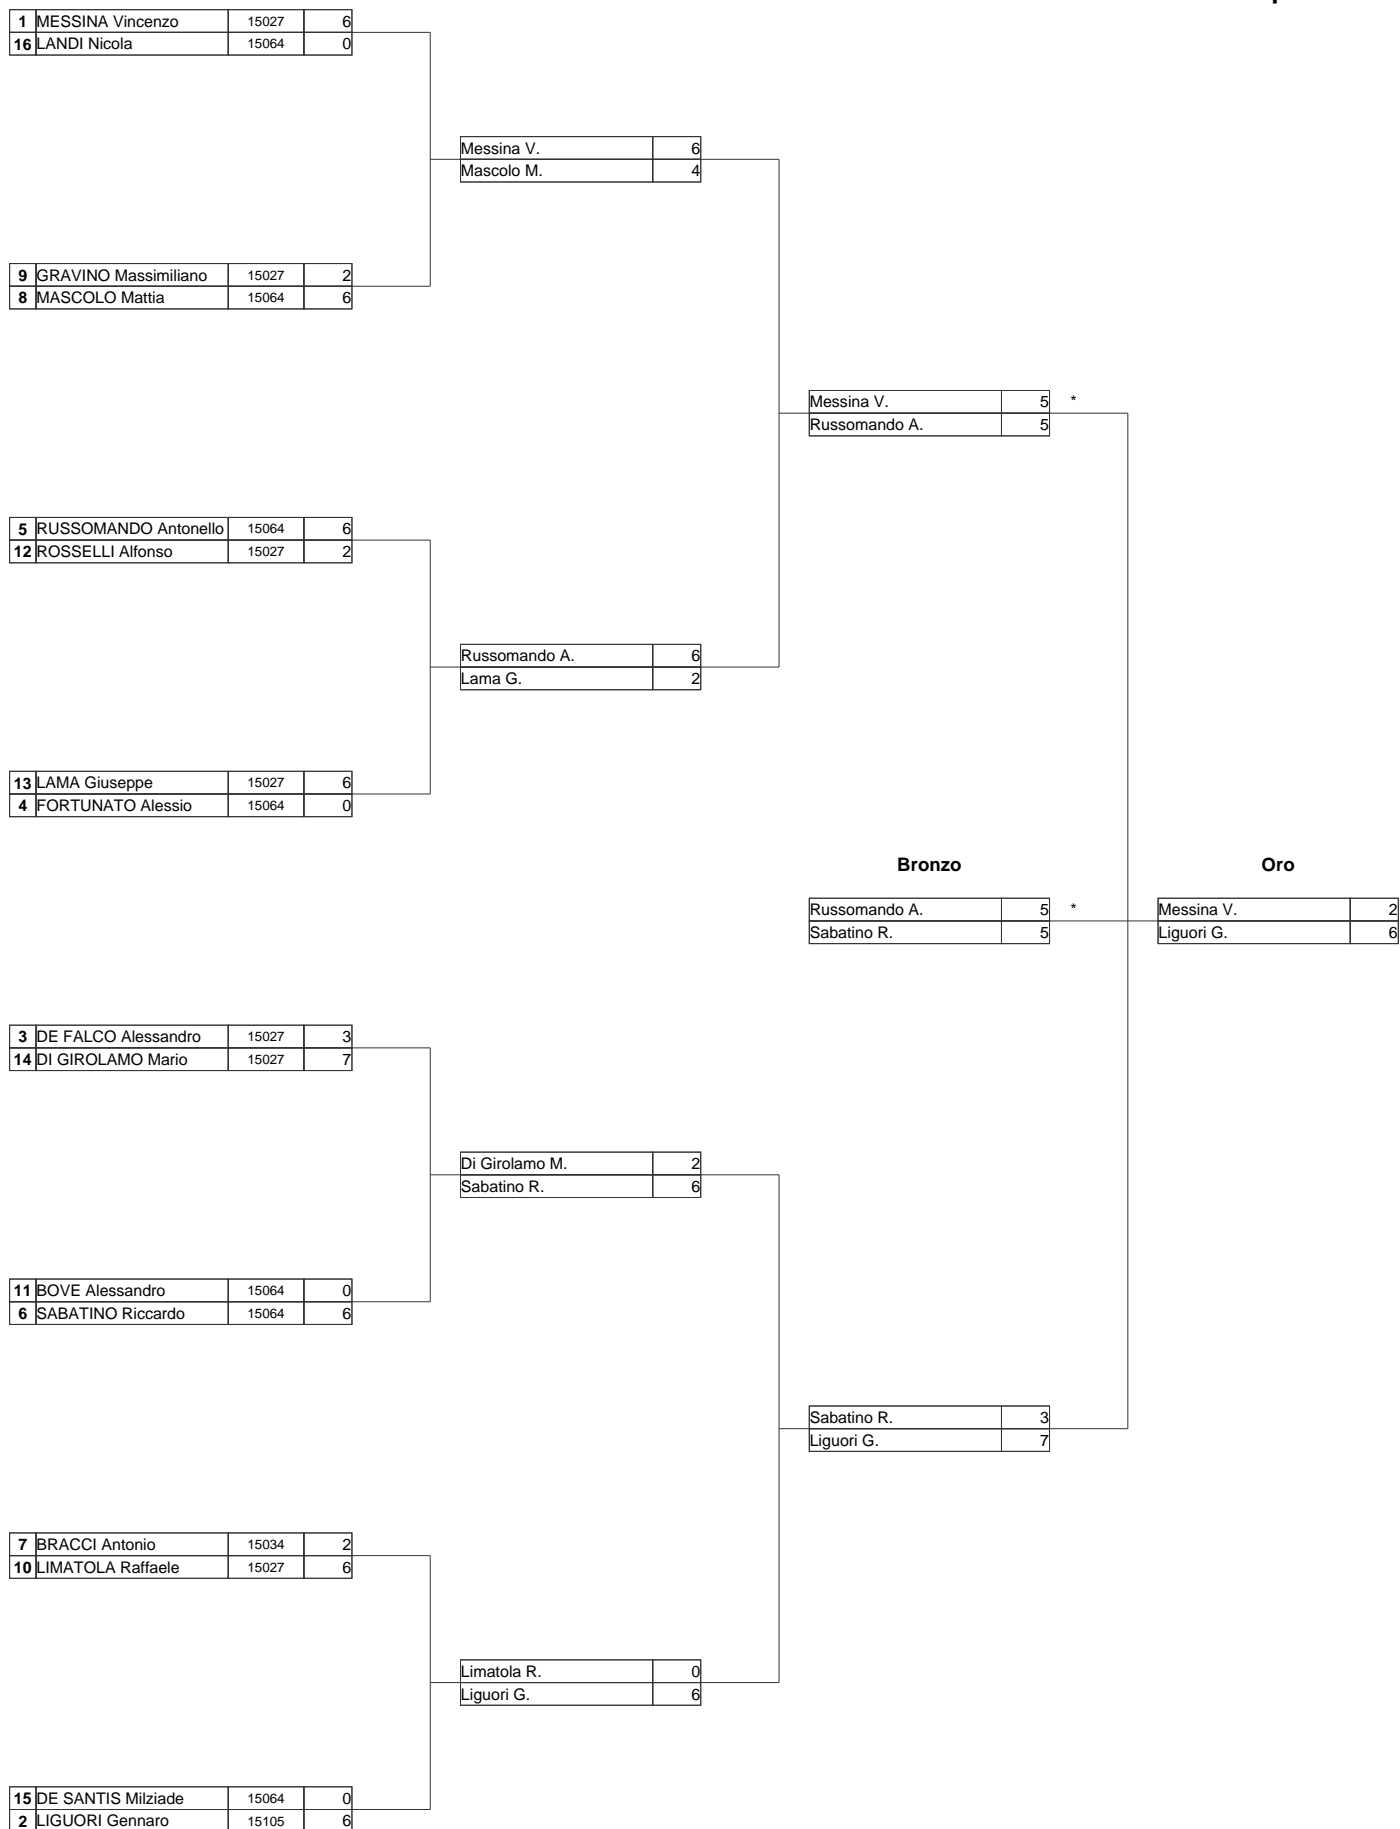 1 MESSINA Vincenzo 15027 6
16 LANDI Nicola 15064 0
Messina V. 6
Mascolo M. 4
9 GRAVINO Massimiliano 15027 2
8 MASCOLO Mattia 15064 6
Messina V. 5 *
Russomando A. 5
5 RUSSOMANDO Antonello 15064 6
12 ROSSELLI Alfonso 15027 2
Russomando A. 6
Lama G. 2
13 LAMA Giuseppe 15027 6
4 FORTUNATO Alessio 15064 0
Bronzo Oro
Russomando A. 5 * Messina V. 2
Sabatino R. 5 Liguori G. 6
3 DE FALCO Alessandro 15027 3
14 DI GIROLAMO Mario 15027 7
Di Girolamo M. 2
Sabatino R. 6
11 BOVE Alessandro 15064 0
6 SABATINO Riccardo 15064 6
Sabatino R. 3
Liguori G. 7
7 BRACCI Antonio 15034 2
10 LIMATOLA Raffaele 15027 6
Limatola R. 0
Liguori G. 6
15 DE SANTIS Milziade 15064 0
2 LIGUORI Gennaro 15105 6